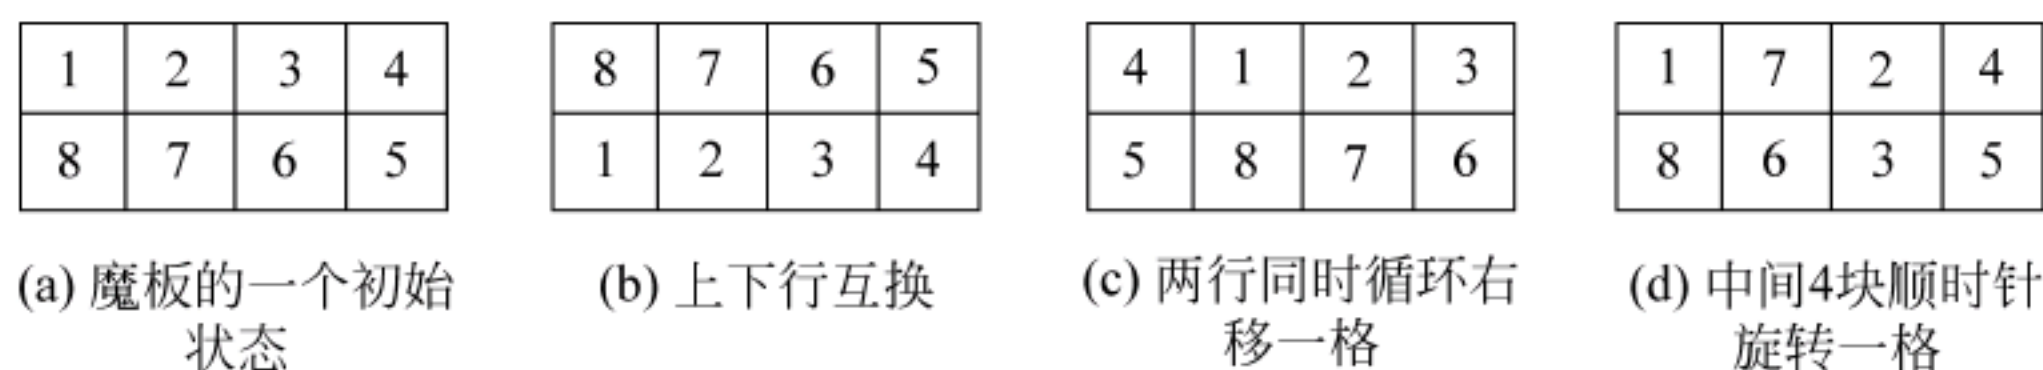 1 2 3 4 8 7 6 5 4 1 2 3 1 7 2 4
8 7 6 5 1 2 3 4 5 8 7 6 8 6 3 5
(a) 魔板的一个初始 (b) 上下行互换 (c) 两行同时循环右 (d) 中间4块顺时针
状态 移一格 旋转一格